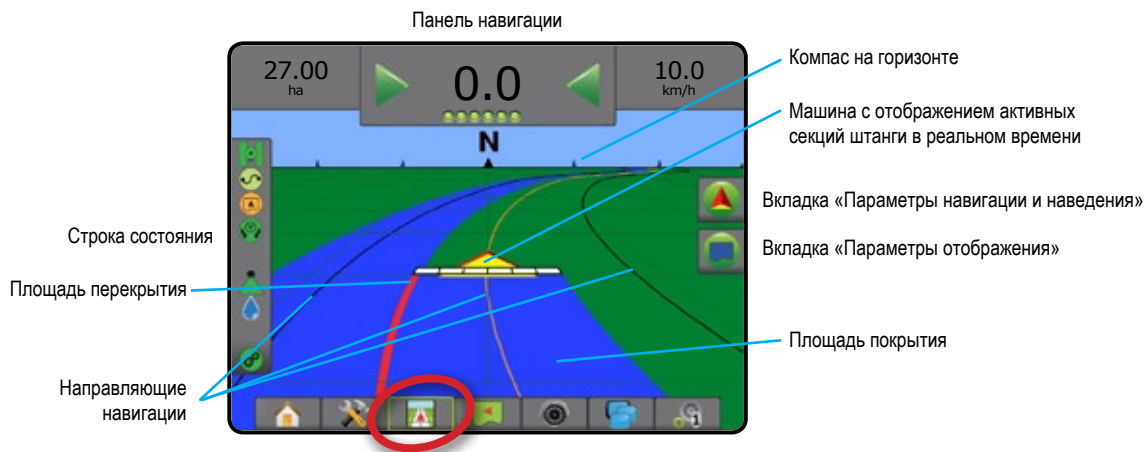 Панель навигации
27.00
ha
0.0
10.0
km/h
N
Компас на горизонте
Машина с отображением активных
секций штанги в реальном времени
Вкладка «Параметры навигации и наведения»
Вкладка «Параметры отображения»
Площадь покрытия
Строка состояния
Площадь перекрытия
Направляющие
навигации
1